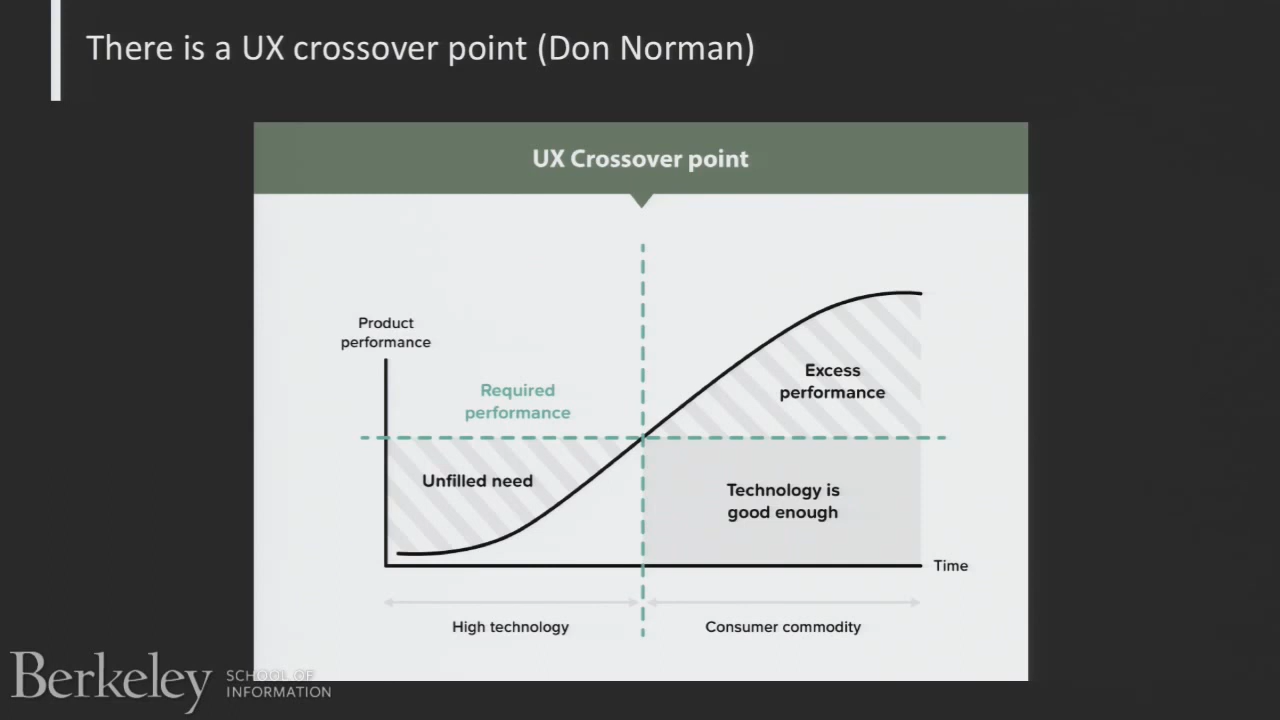 There is a UX crossover point (Don Norman)
UX Crossover point
Product
performance
Required
performance
Excess
performance
Unfilled need
Technology is
good enough
Time
High technology
Consumer commodity
Berkeley
SCHOOL OF
INFORMATION